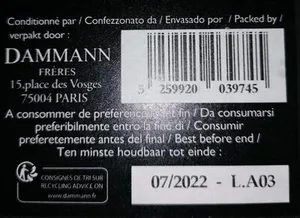 Conditionné par / Confezzonato da / Envasado por / Packed by /
verpakt door :
DAMMANN
FRÈRES
15,place des Vosges
75004 PARIS
5 259920 039745
A consommer de préférence avant fin / Da consumarsi
preferibilmente entro la fine di / Consumir
preferetemente antes del final / Best before end /
Ten minste houdbaar tot einde :
CONSIGNES DE TRI SUR
RECYCLING ADVICE ON
www.dammann.fr
07/2022 - L.A03